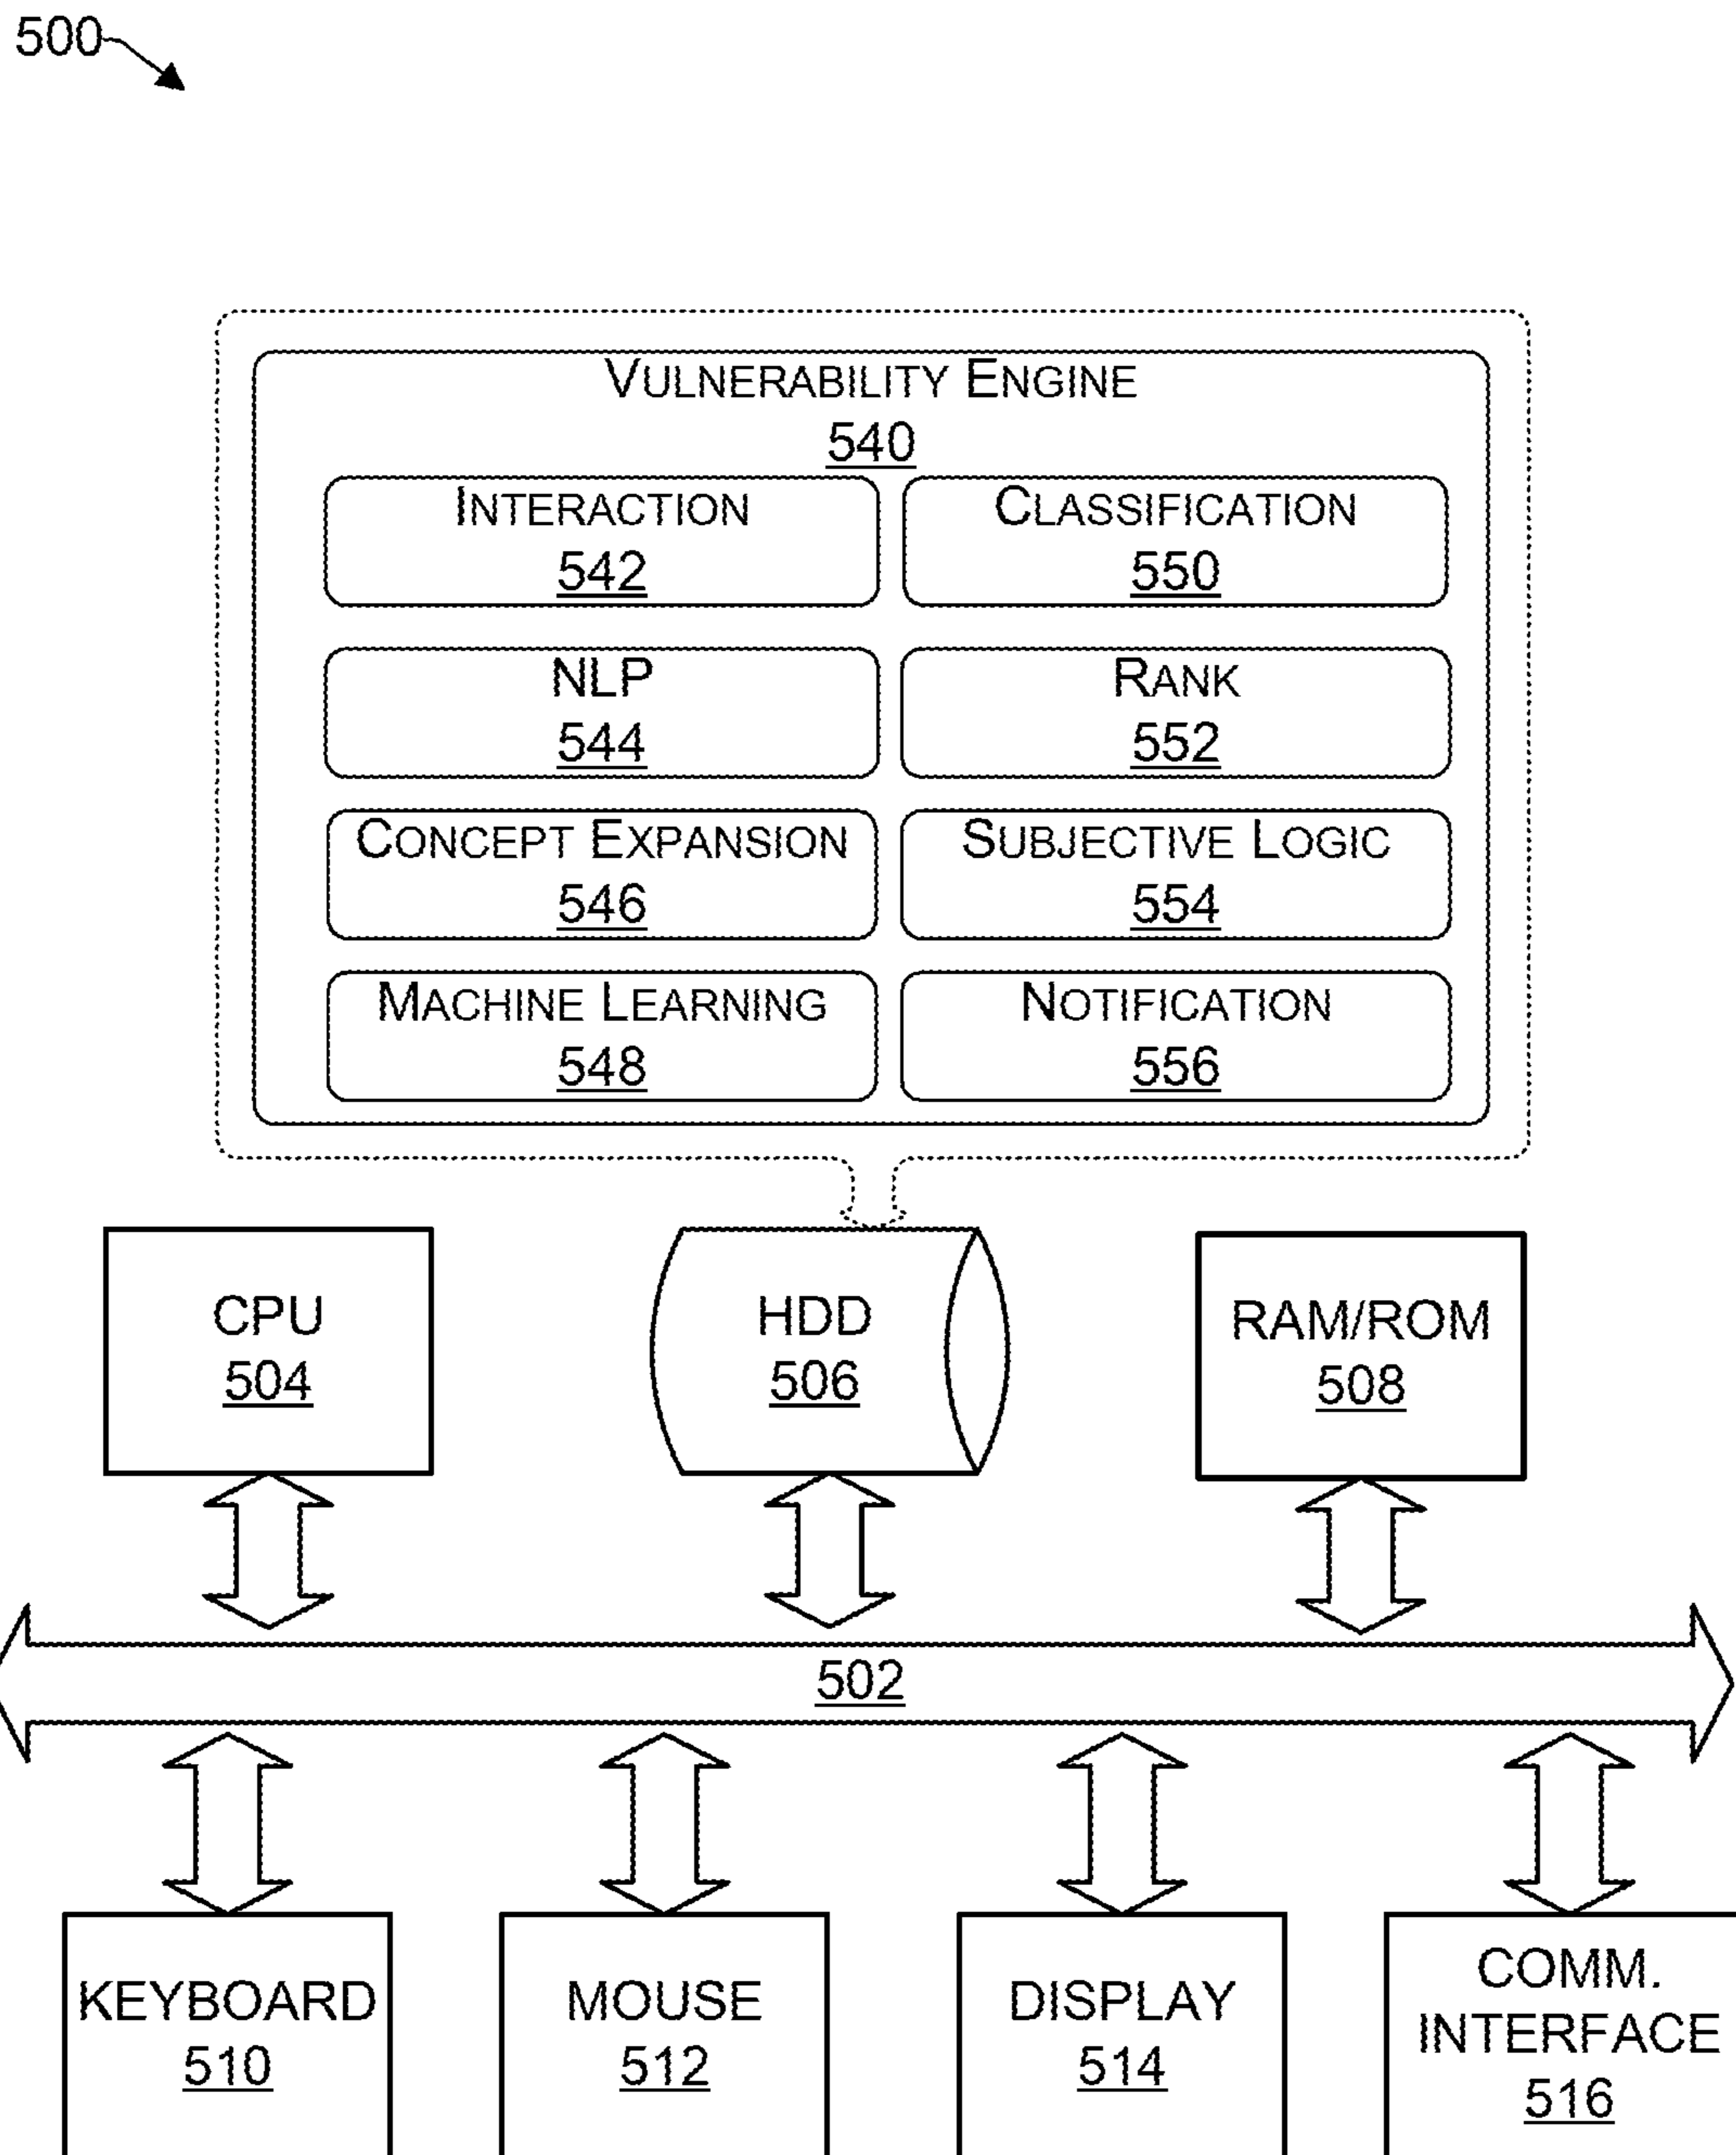 500
VULNERABILITY ENGINE
540
INTERACTION
542
CLASSIFICATION
550
NLP
544
RANK
552
CONCEPT EXPANSION
546
SUBJECTIVE LOGIC
554
MACHINE LEARNING
548
NOTIFICATION
556
CPU
504
HDD
506
RAM/ROM
508
502
KEYBOARD
510
MOUSE
512
DISPLAY
514
COMM.
INTERFACE
516